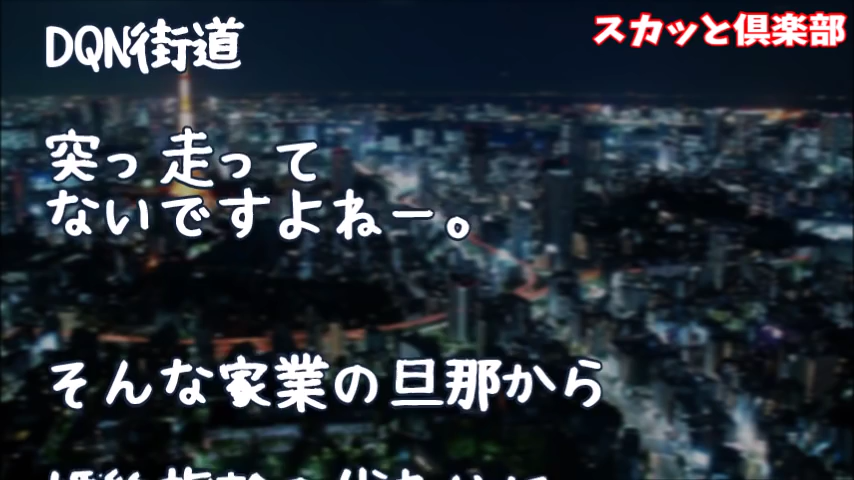 スカッと倶楽部
DQN街道
突っ走って
ないですよねー。
そんな家業の旦那から